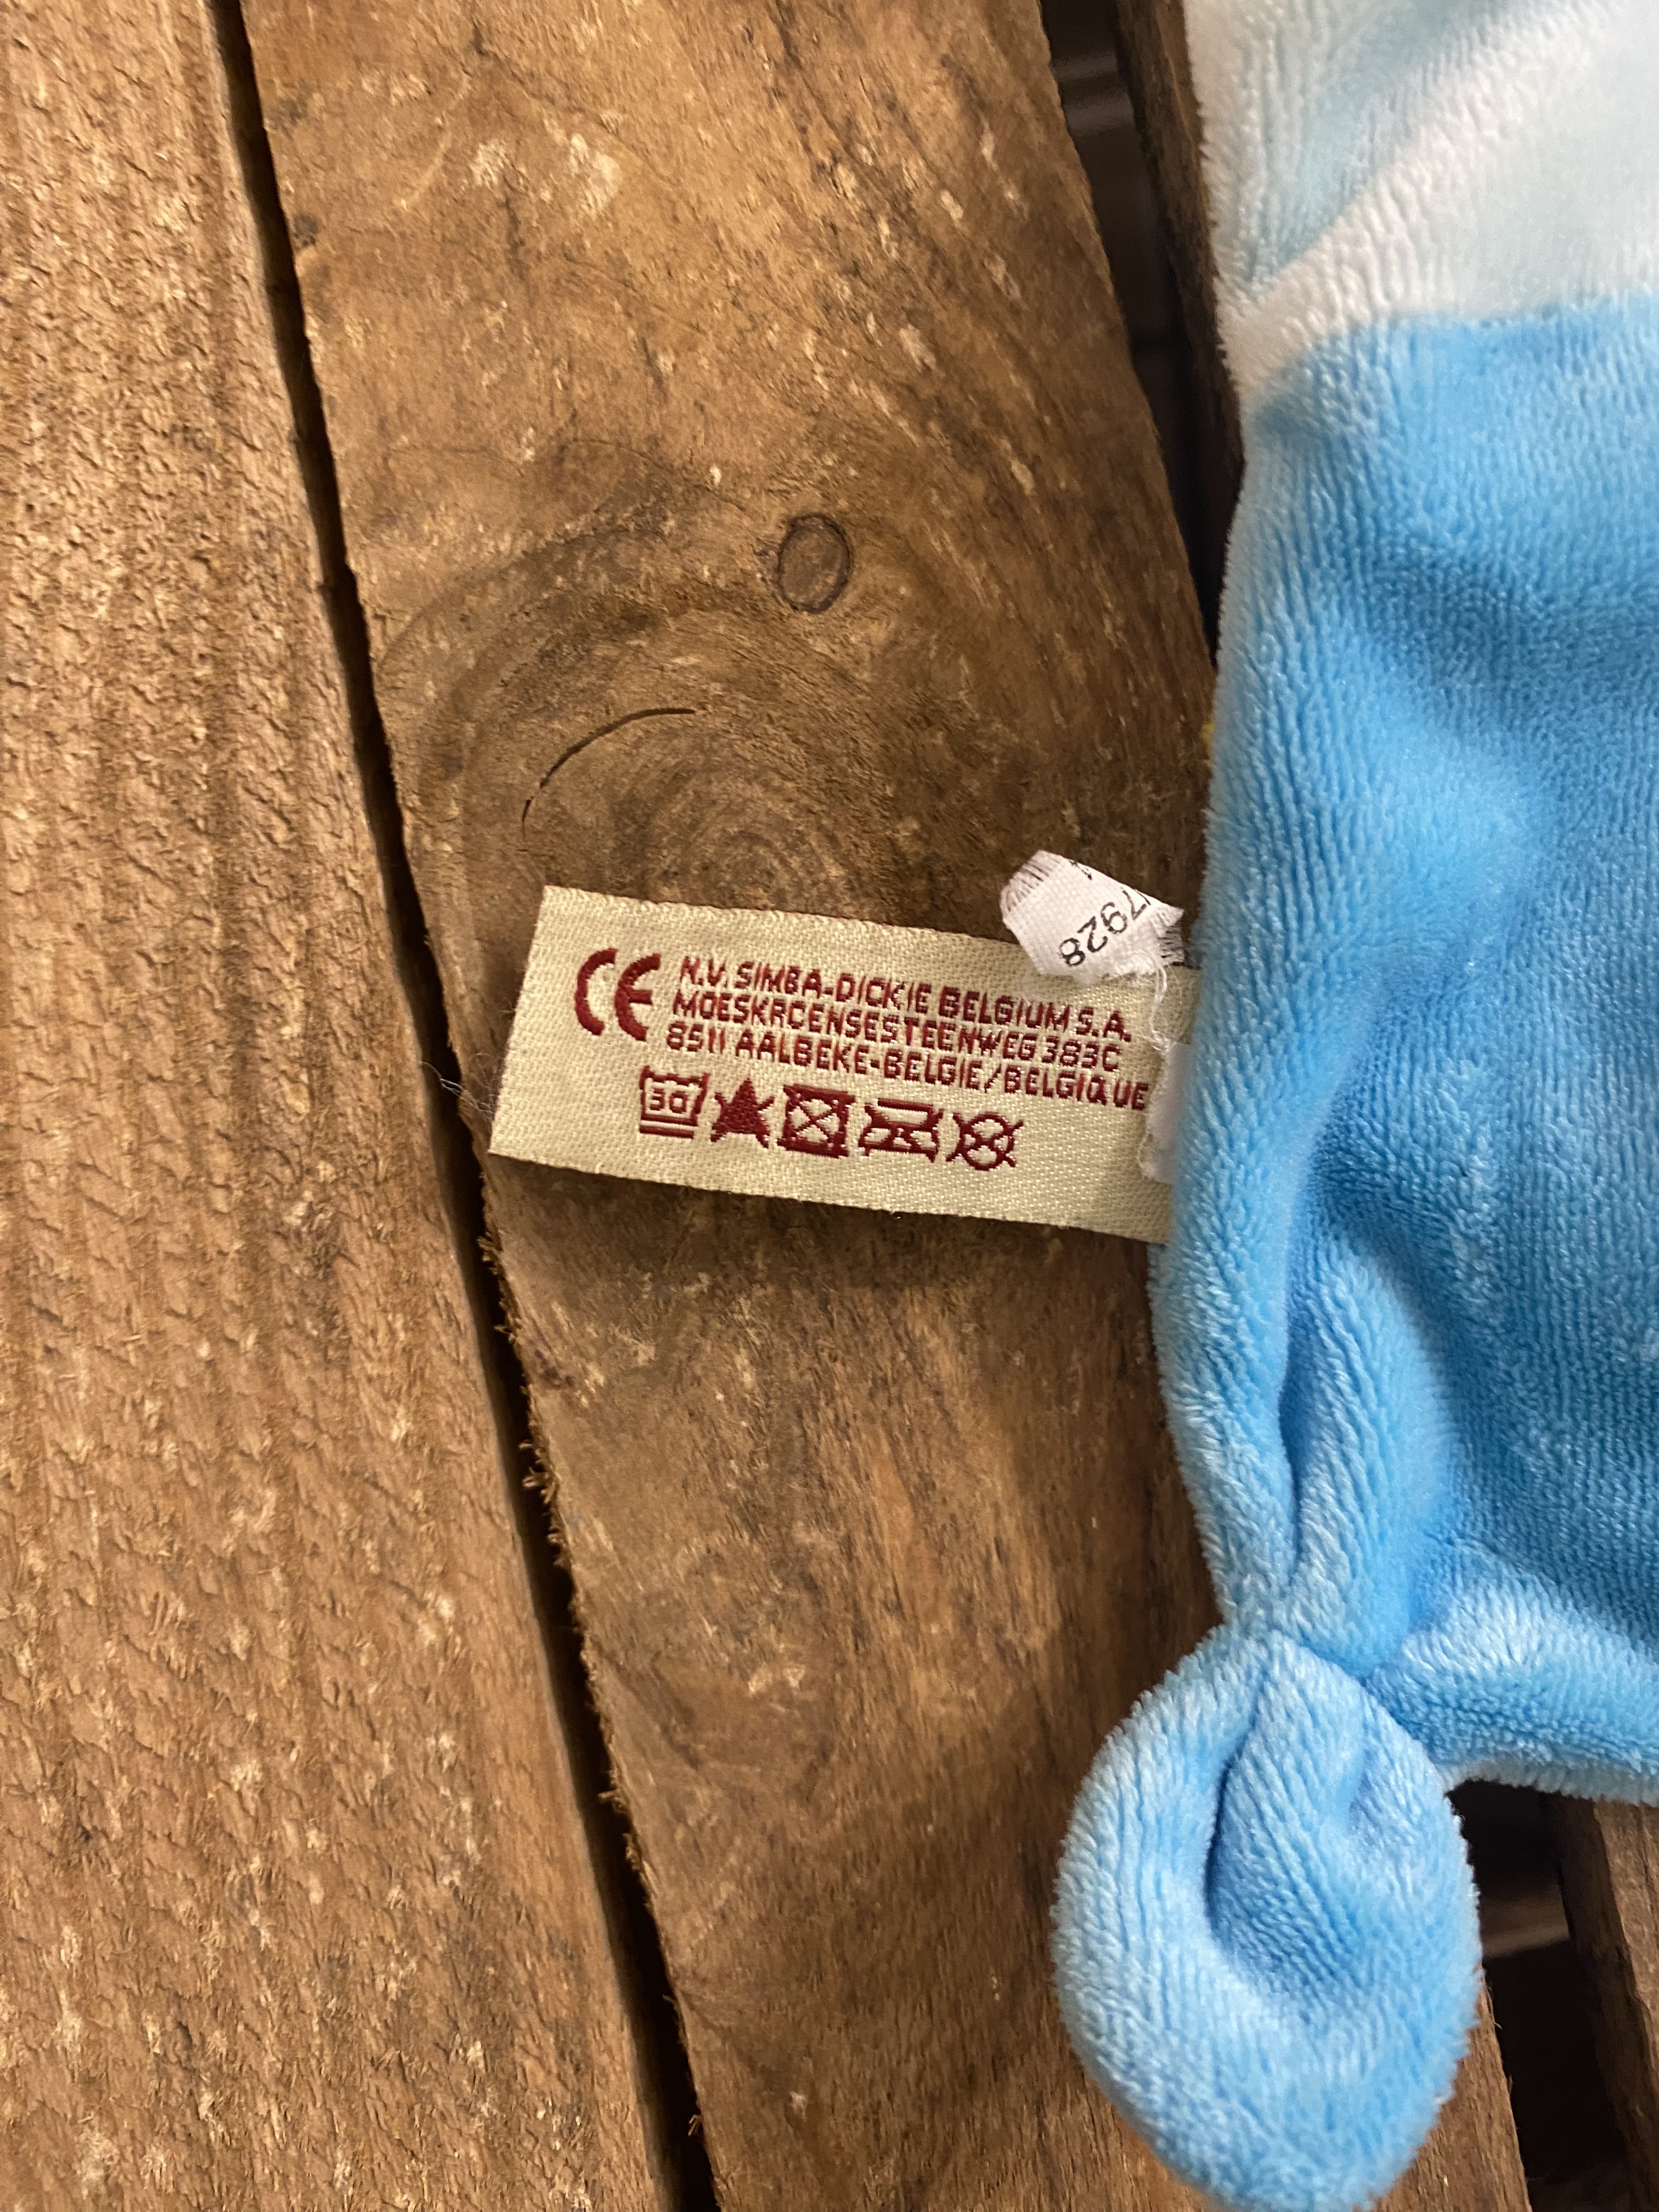 7928
CE
N.V. SIMBA-DICKIE BELGIUM S.A.
MOESKROENSESTEENWEG 383C
8511 AALBEKE-BELGIE/BELGIQUE
30